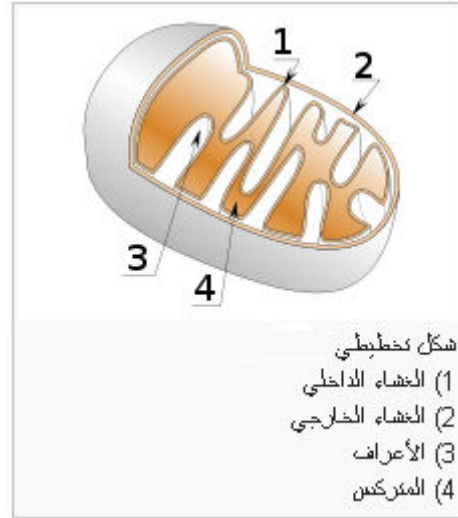 1
2
3
4
شكل تخطيطي
1) الغشاء الداخلي
2) الغشاء الخارجي
3) الأعراف
4) المتركس